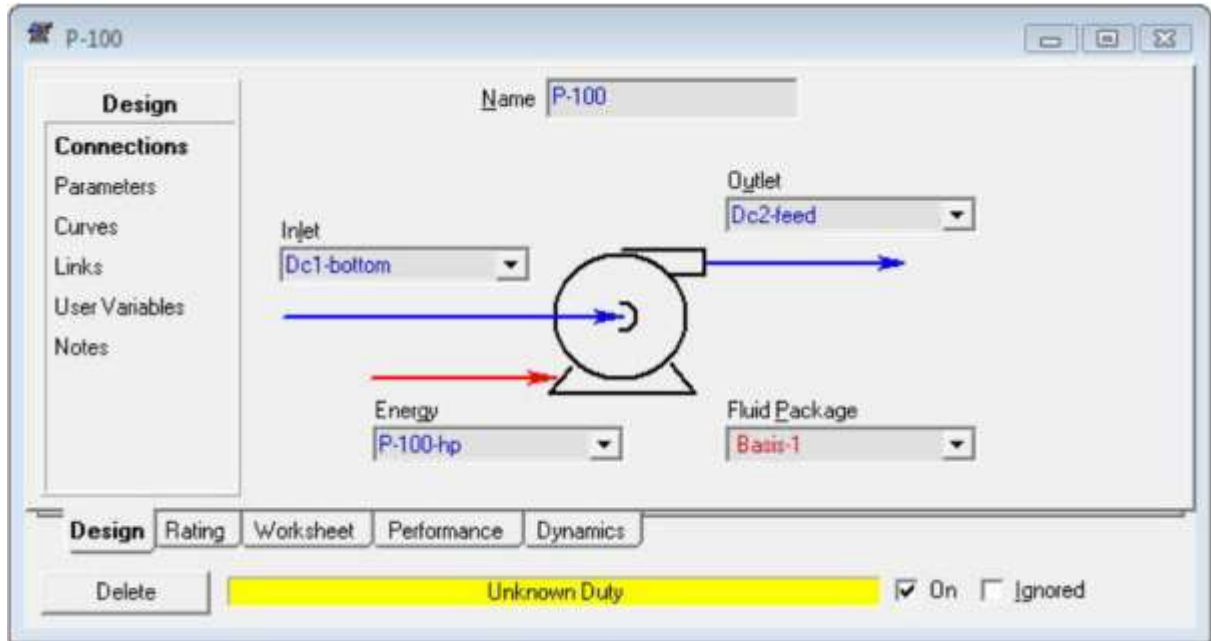 P-100
Design
Connections
Parameters
Curves
Links
User Variables
Notes
Name P-100
Outlet
Dc2-feed
Inlet
Dc1-bottom
Energy
P-100-hp
Fluid Package
Basis-1
Design Rating Worksheet Performance Dynamics
Delete Unknown Duty On Ignored